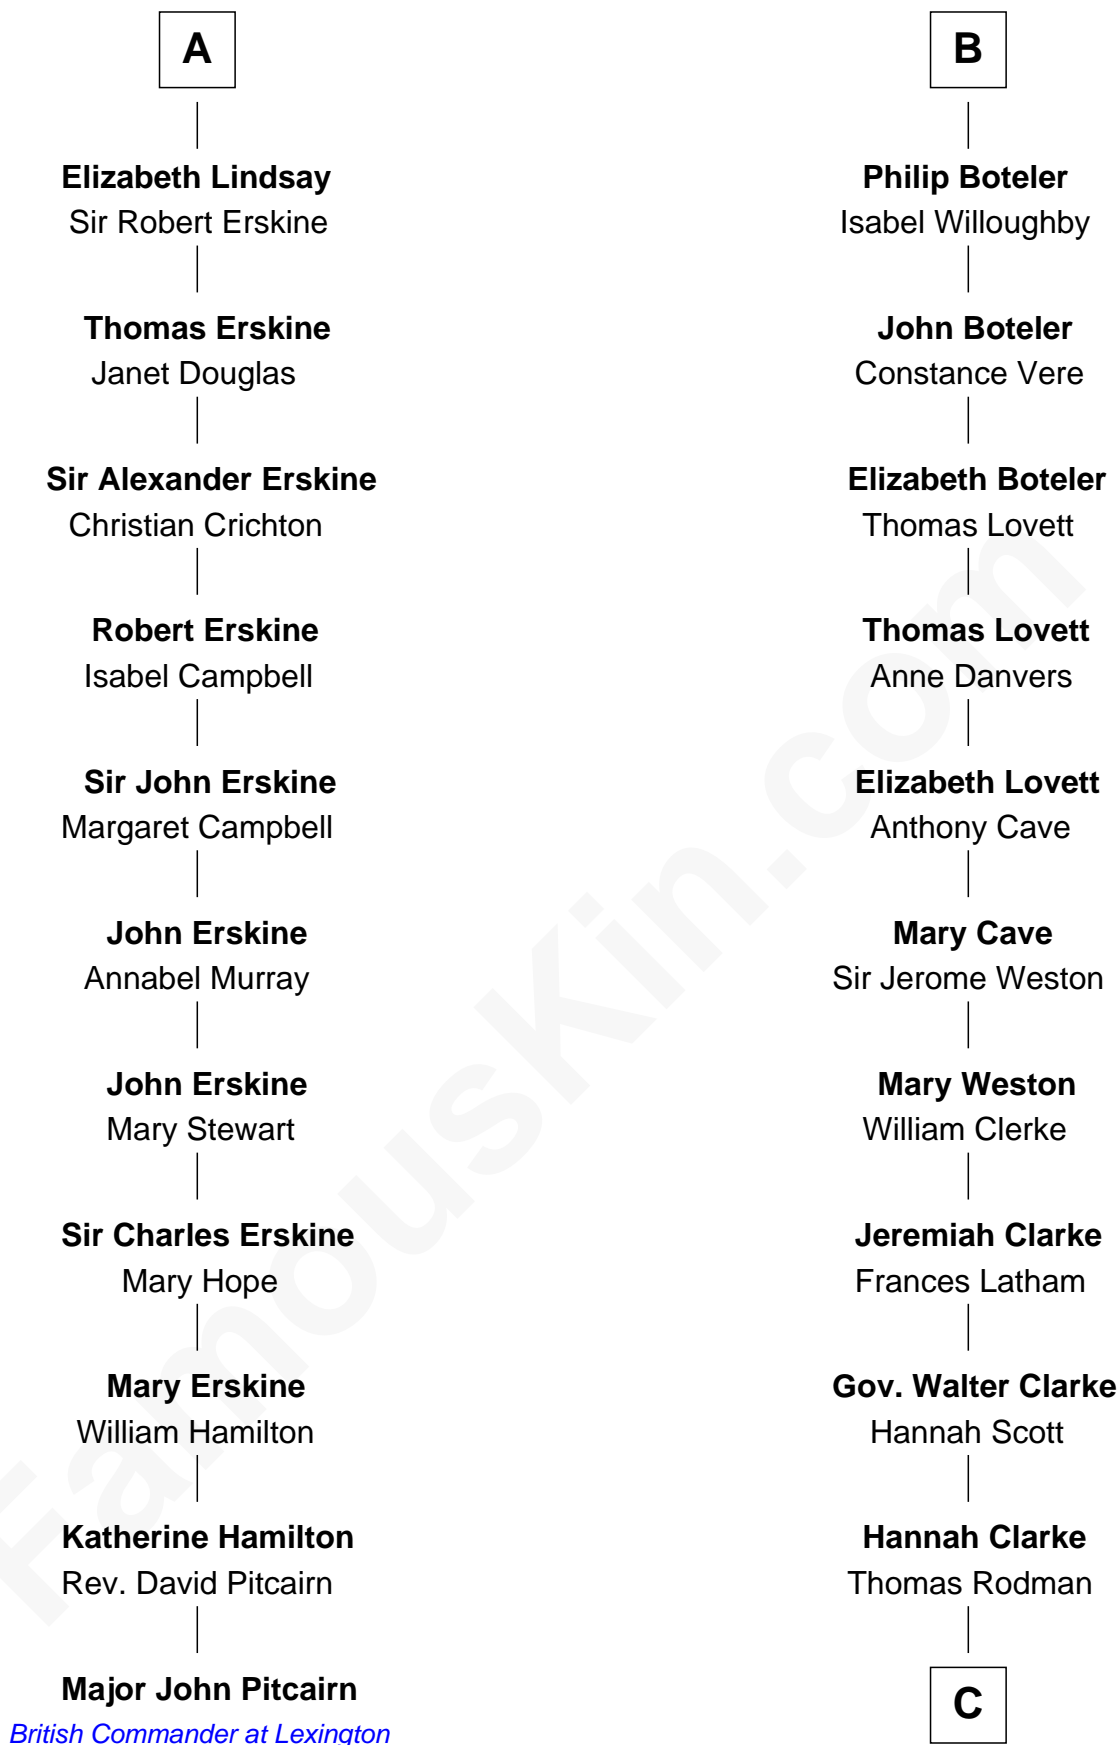 A
Elizabeth Lindsay
Sir Robert Erskine
Thomas Erskine
Janet Douglas
Sir Alexander Erskine
Christian Crichton
Robert Erskine
Isabel Campbell
Sir John Erskine
Margaret Campbell
John Erskine
Annabel Murray
John Erskine
Mary Stewart
Sir Charles Erskine
Mary Hope
Mary Erskine
William Hamilton
Katherine Hamilton
Rev. David Pitcairn
Major John Pitcairn
British Commander at Lexington
B
Philip Boteler
Isabel Willoughby
John Boteler
Constance Vere
Elizabeth Boteler
Thomas Lovett
Thomas Lovett
Anne Danvers
Elizabeth Lovett
Anthony Cave
Mary Cave
Sir Jerome Weston
Mary Weston
William Clerke
Jeremiah Clarke
Frances Latham
Gov. Walter Clarke
Hannah Scott
Hannah Clarke
Thomas Rodman
C
FamousKin.com